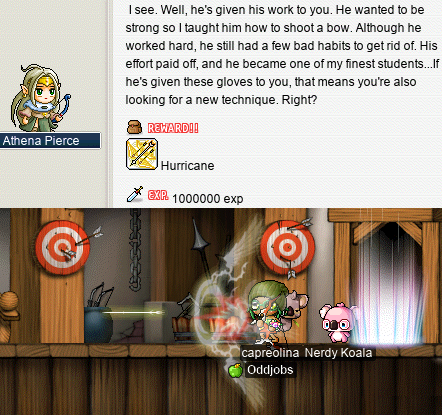 I see. Well, he's given his work to you. He wanted to be
strong so I taught him how to shoot a bow. Although he
worked hard, he still had a few bad habits to get rid of. His
effort paid off, and he became one of my finest students...If
he's given these gloves to you, that means you're also
looking for a new technique. Right?
Athena Pierce
REWARD!!
Hurricane
EXP. 1000000 exp
capreolina Nerdy Koala
Oddjobs